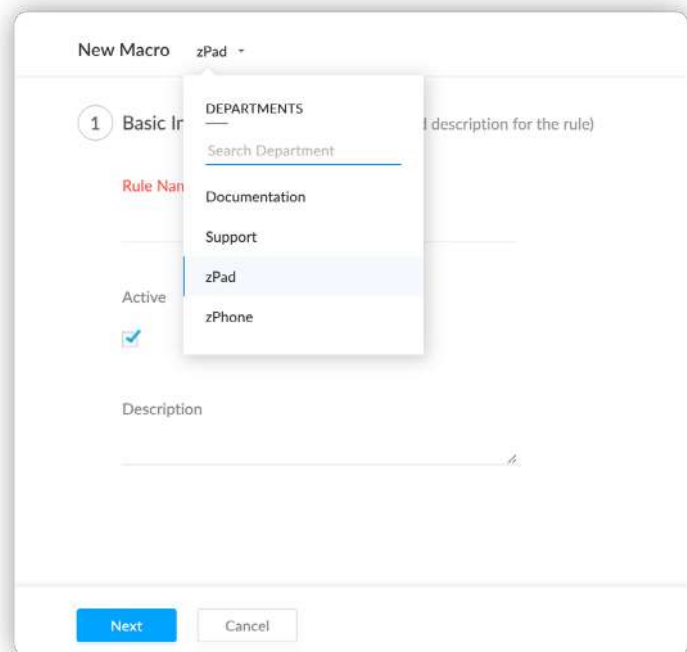 New Macro zPad
DEPARTMENTS
1 Basic In d description for the rule)
Search Department
Rule Nan
Documentation
Support
zPad
Active
zPhone
Description
Next Cancel